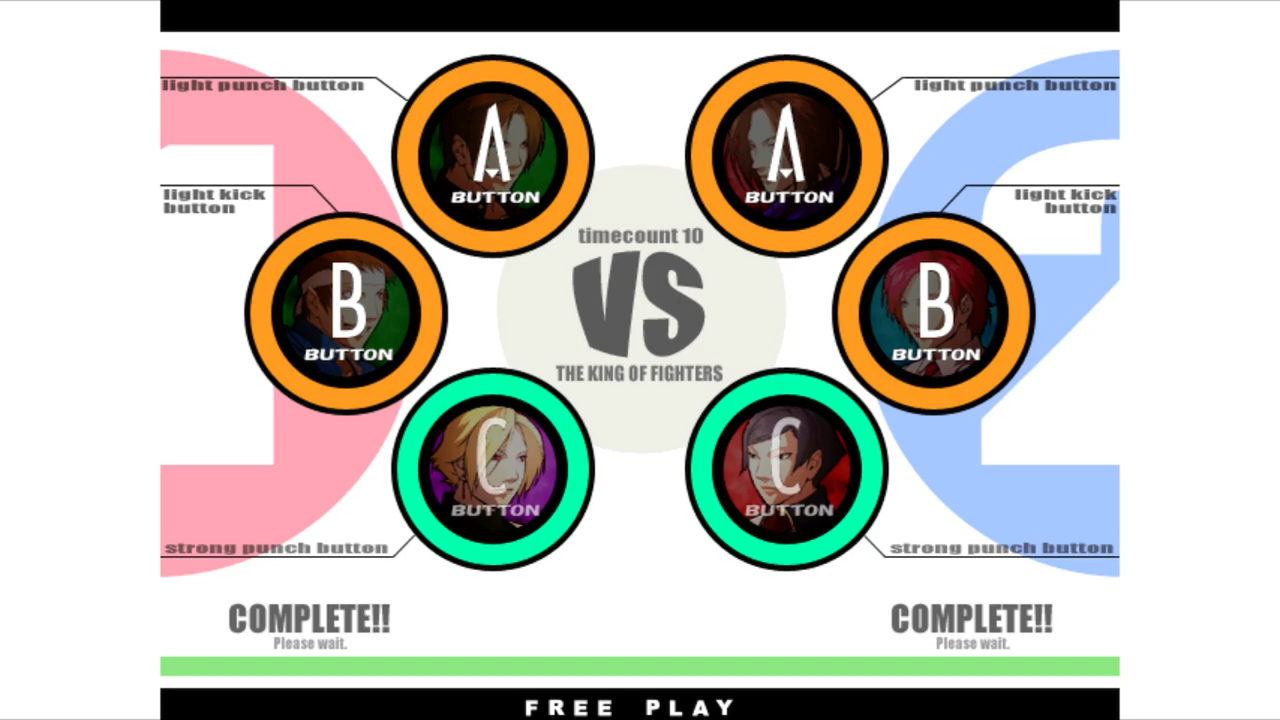 light punch button
A
BUTTON
A
BUTTON
light punch button
light kick
button
B
BUTTON
timecount 10
VS
THE KING OF FIGHTERS
light kick
button
B
BUTTON
C
BUTTON
C
BUTTON
strong punch button
strong punch button
COMPLETE!!
Please wait.
COMPLETE!!
Please wait.
FREE PLAY